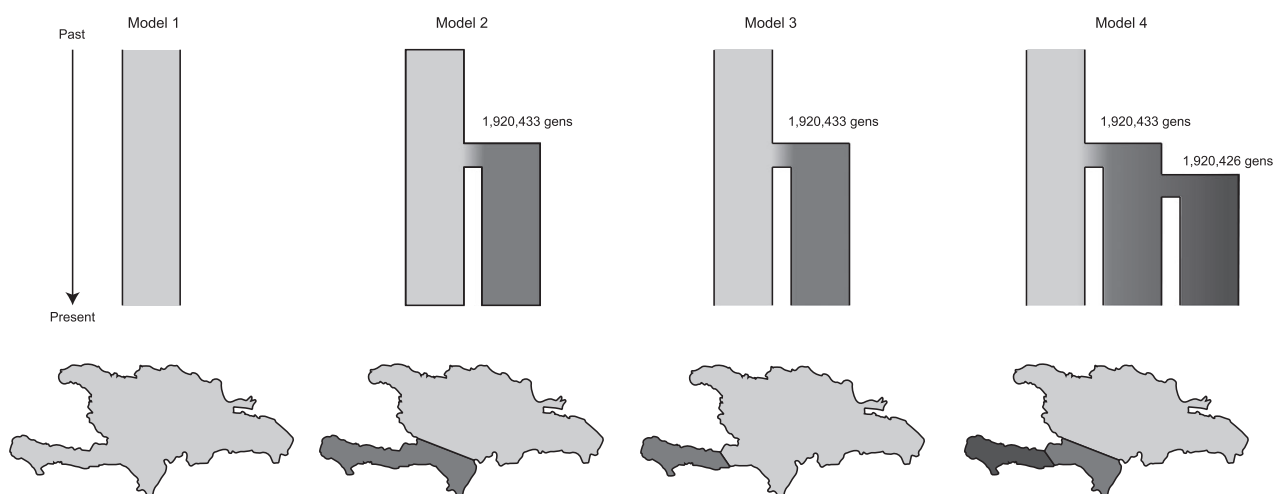 Model 1
Model 2
Model 3
Model 4
Past
1,920,433 gens
1,920,433 gens
1,920,433 gens
1,920,426 gens
Present